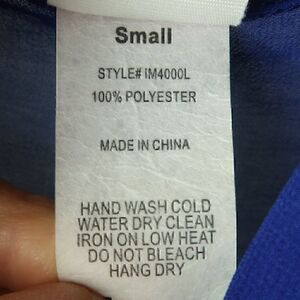 Small
STYLE# IM4000L
100% POLYESTER
MADE IN CHINA
HAND WASH COLD
WATER DRY CLEAN
IRON ON LOW HEAT
DO NOT BLEACH
HANG DRY